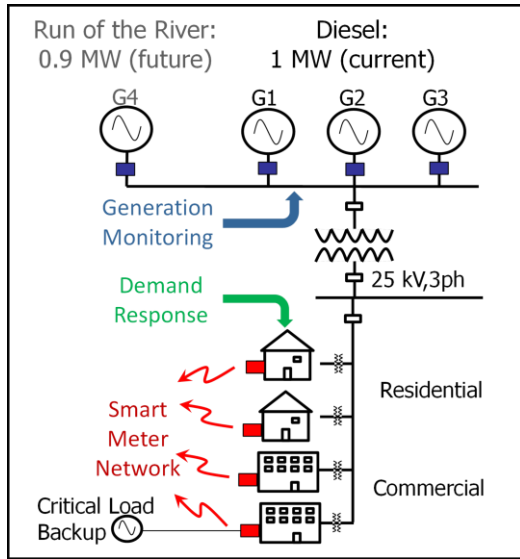 Run of the River:
0.9 MW (future)
Diesel:
1 MW (current)
G4
G1
G2
G3
Generation
Monitoring
25 kV,3ph
Demand
Response
Residential
Smart
Meter
Network
Commercial
Critical Load
Backup